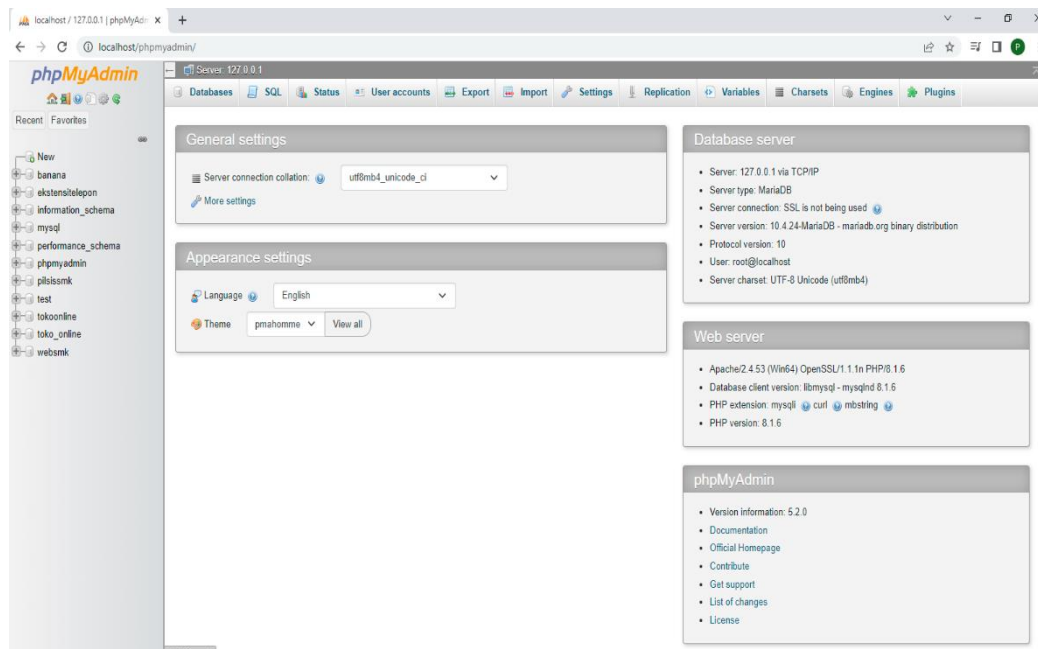 localhost / 127.0.0.1 | phpMyAdm
localhost/phpmyadmin/
P
phpMyAdmin
Recent Favorites
New
banana
ekstensitelepon
information_schema
mysql
performance_schema
phpmyadmin
pilsissmk
test
tokoonline
toko_online
websmk
Server: 127.0.0.1
Databases SQL Status User accounts Export Import Settings Replication Variables Charsets Engines Plugins
General settings
Server connection collation: utf8mb4_unicode_ci
More settings
Appearance settings
Language English
Theme pmahomme View all
Database server
Server: 127.0.0.1 via TCP/IP
Server type: MariaDB
Server connection: SSL is not being used
Server version: 10.4.24-MariaDB - mariadb.org binary distribution
Protocol version: 10
User: root@localhost
Server charset: UTF-8 Unicode (utf8mb4)
Web server
Apache/2.4.53 (Win64) OpenSSL/1.1.1n PHP/8.1.6
Database client version: libmysql - mysqlnd 8.1.6
PHP extension: mysqli curl mbstring
PHP version: 8.1.6
phpMyAdmin
Version information: 5.2.0
Documentation
Official Homepage
Contribute
Get support
List of changes
License